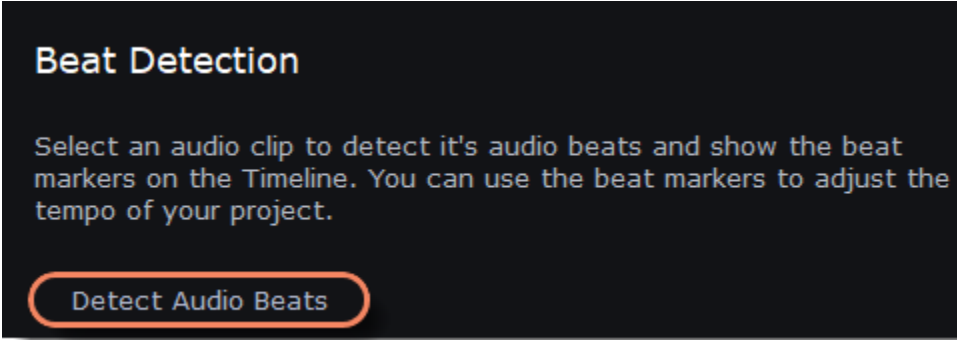 Beat Detection
Select an audio clip to detect it's audio beats and show the beat
markers on the Timeline. You can use the beat markers to adjust the
tempo of your project.
Detect Audio Beats